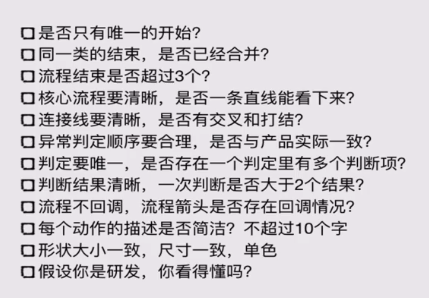 是否只有唯一的开始？
同一类的结束，是否已经合并？
流程结束是否超过3个？
核心流程要清晰，是否一条直线能看下来？
连接线要清晰，是否有交叉和打结？
异常判定顺序要合理，是否与产品实际一致？
判定要唯一，是否存在一个判定里有多个判断项？
判断结果清晰，一次判断是否大于2个结果？
流程不回调，流程箭头是否存在回调情况？
每个动作的描述是否简洁？不超过10个字
形状大小一致，尺寸一致，单色
假设你是研发，你看得懂吗？